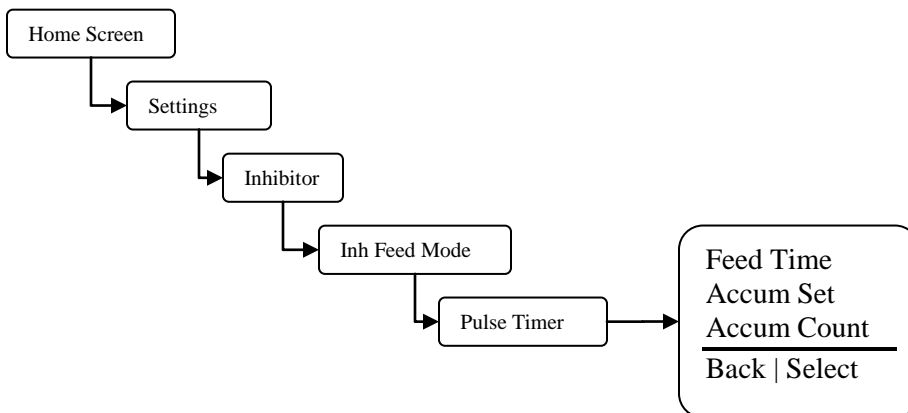 Home Screen
Settings
Inhibitor
Inh Feed Mode
Pulse Timer
Feed Time
Accum Set
Accum Count
Back | Select